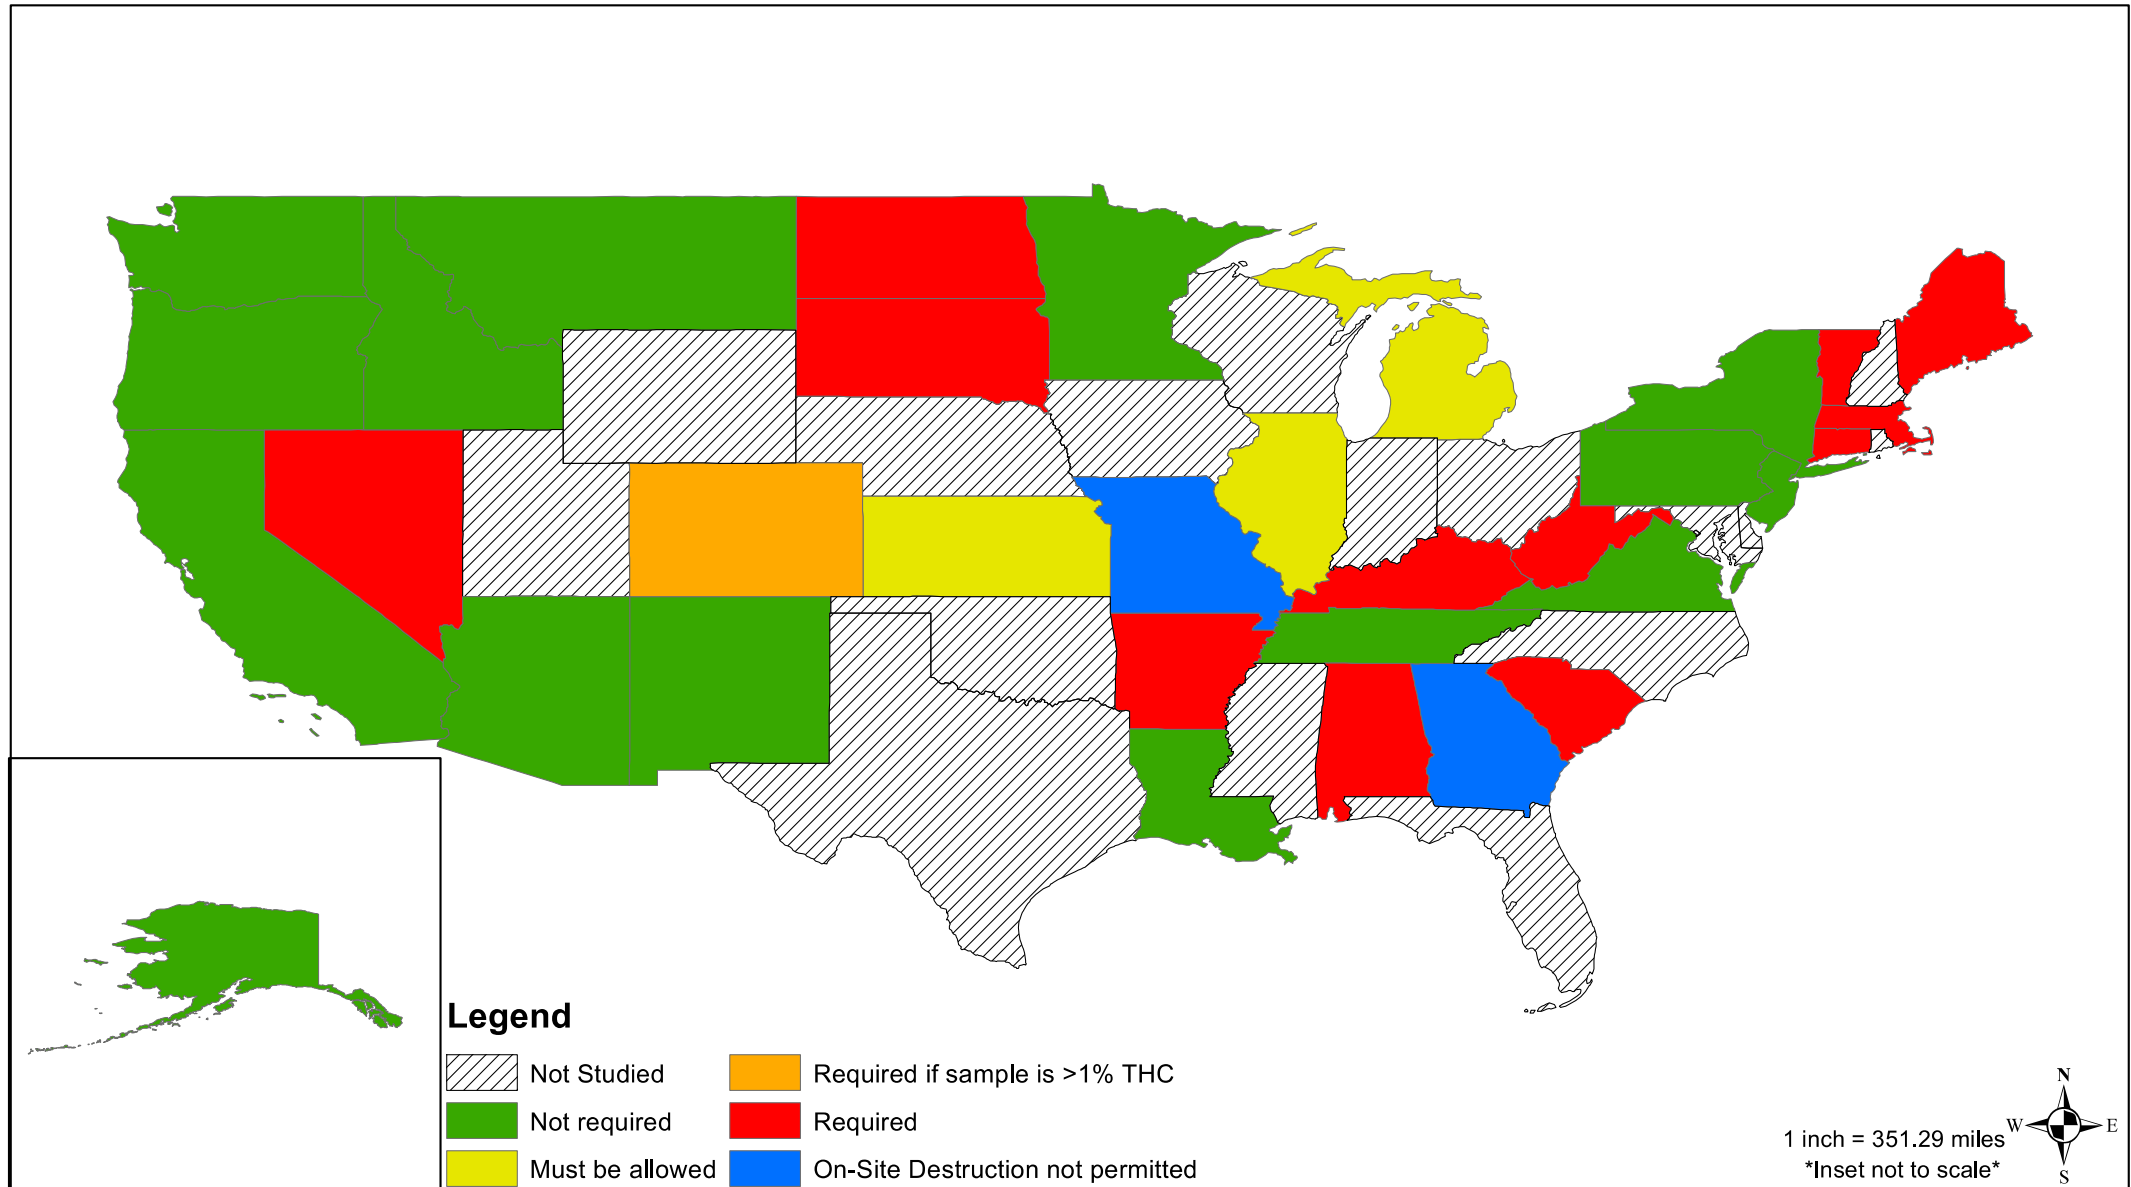 Legend
Not Studied
Required if sample is >1% THC
Not required
Required
Must be allowed
On-Site Destruction not permitted
N
W
E
S
1 inch = 351.29 miles
*Inset not to scale*